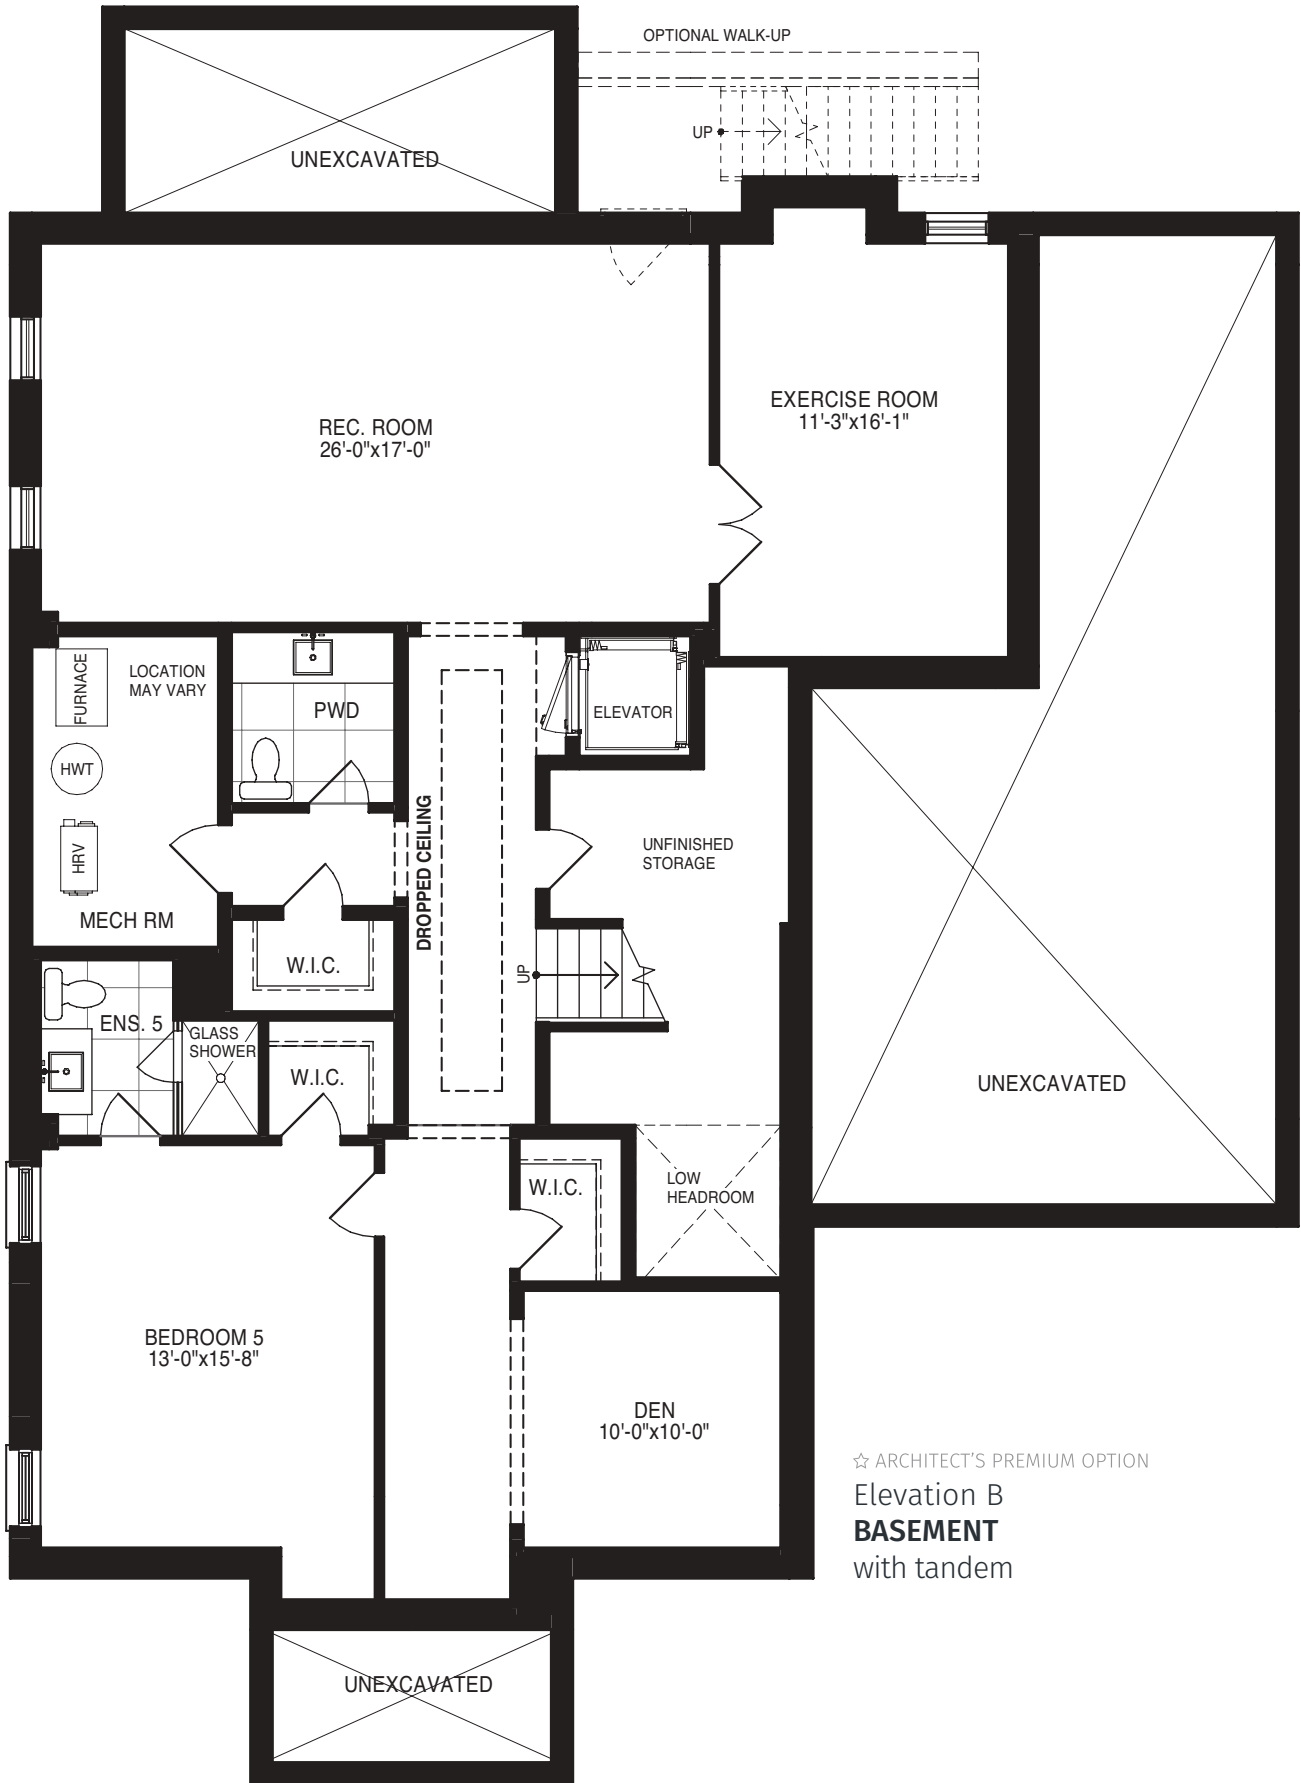 OPTIONAL WALK-UP
UP
UNEXCAVATED
REC. ROOM
26'-0"x17'-0"
EXERCISE ROOM
11'-3"x16'-1"
FURNACE
LOCATION
MAY VARY
PWD
ELEVATOR
HWT
DROPPED CEILING
UNFINISHED
STORAGE
HRV
MECH RM
W.I.C.
UP
ENS. 5
GLASS
SHOWER
W.I.C.
UNEXCAVATED
W.I.C.
LOW
HEADROOM
BEDROOM 5
13'-0"x15'-8"
DEN
10'-0"x10'-0"
☆ ARCHITECT'S PREMIUM OPTION
Elevation B
BASEMENT
with tandem
UNEXCAVATED